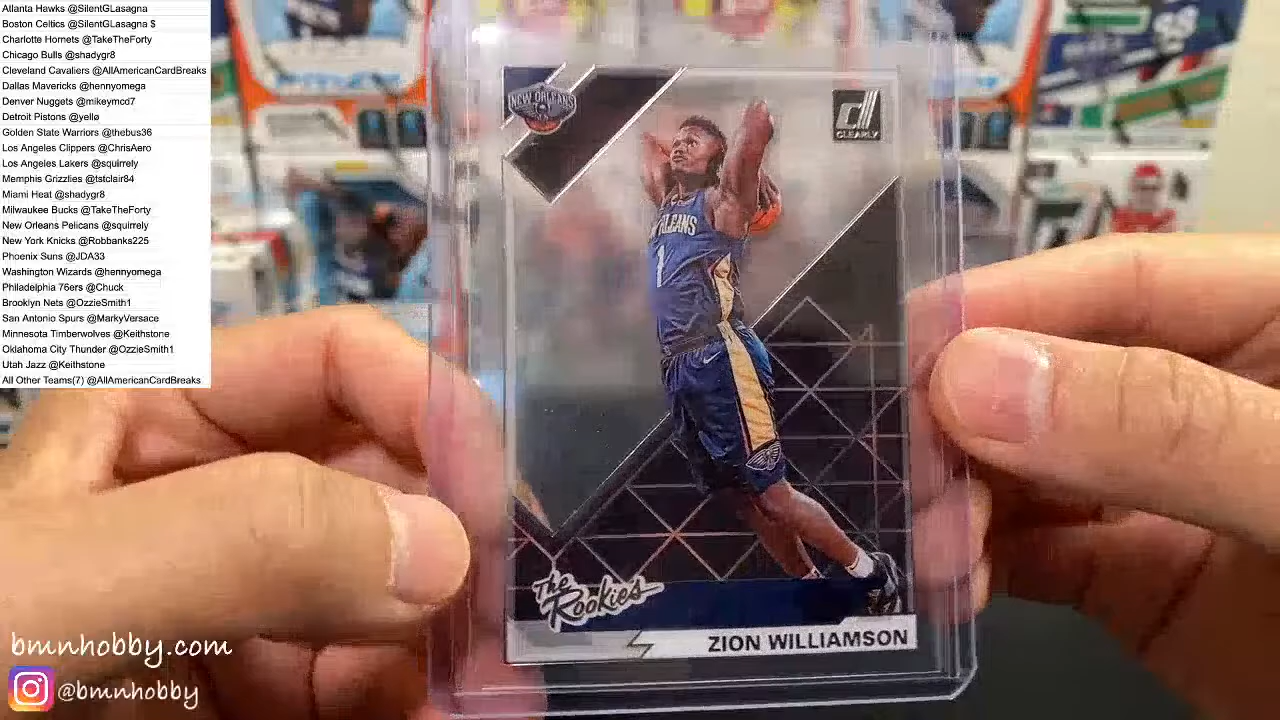 Atlanta Hawks @SilentGLasagna
Boston Celtics @SilentGLasagna $
Charlotte Hornets @TakeTheForty
Chicago Bulls @shadygr8
Cleveland Cavaliers @AllAmericanCardBreaks
Dallas Mavericks @hennyomega
Denver Nuggets @mikeymcd7
Detroit Pistons @yellø
Golden State Warriors @thebus36
Los Angeles Clippers @ChrisAero
Los Angeles Lakers @squirrely
Memphis Grizzlies @tstclair84
Miami Heat @shadygr8
Milwaukee Bucks @TakeTheForty
New Orleans Pelicans @squirrely
New York Knicks @Robbanks225
Phoenix Suns @JDA33
Washington Wizards @hennyomega
Philadelphia 76ers @Chuck
Brooklyn Nets @OzzieSmith1
San Antonio Spurs @MarkyVersace
Minnesota Timberwolves @Keithstone
Oklahoma City Thunder @OzzieSmith1
Utah Jazz @Keithstone
All Other Teams(7) @AllAmericanCardBreaks
NEW ORLEANS
d
CLEARLY
1
The
Rookies
ZION WILLIAMSON
bmnhobby.com
@bmnhobby